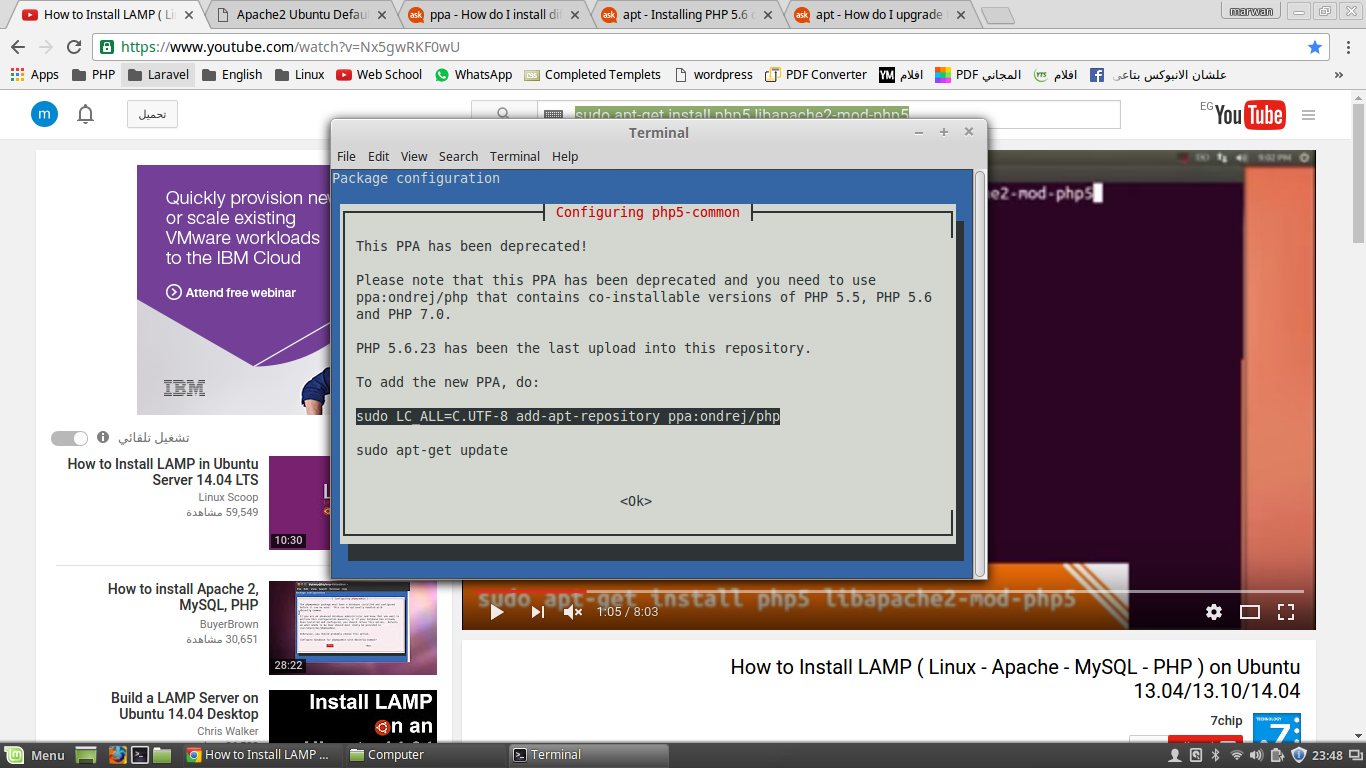 How to Install LAMP ( Lin
Apache2 Ubuntu Defaul
ppa - How do I install dif
apt - Installing PHP 5.6 o
apt - How do I upgrade
marwan
https://www.youtube.com/watch?v=Nx5gwRKF0wU
Apps
PHP
Laravel
English
Linux
Web School
WhatsApp
Completed Templets
wordpress
PDF Converter
افلام
المجاني PDF
افلام
علشان الانبوكس بتاعى
»
m
تحميل
sudo apt-get install php5 libapache2-mod-php5
EG
YouTube
Terminal
File Edit View Search Terminal Help
Package configuration
Configuring php5-common
This PPA has been deprecated!
Please note that this PPA has been deprecated and you need to use
ppa:ondrej/php that contains co-installable versions of PHP 5.5, PHP 5.6
and PHP 7.0.
PHP 5.6.23 has been the last upload into this repository.
To add the new PPA, do:
sudo LC_ALL=C.UTF-8 add-apt-repository ppa:ondrej/php
sudo apt-get update
<Ok>
Quickly provision new
or scale existing
VMware workloads
to the IBM Cloud
Attend free webinar
IBM
تشغيل تلقائي
How to Install LAMP in Ubuntu
Server 14.04 LTS
Linux Scoop
59,549 مشاهدة
10:30
How to install Apache 2,
MySQL, PHP
BuyerBrown
30,651 مشاهدة
28:22
Build a LAMP Server on
Ubuntu 14.04 Desktop
Chris Walker
Install LAMP
on an
9:02 PM
e2-mod-php5
sudo apt-get install php5 libapache2-mod-php5
1:05 / 8:03
How to Install LAMP ( Linux - Apache - MySQL - PHP ) on Ubuntu
13.04/13.10/14.04
7chip
TECHNOLOGY
7
Menu
How to Install LAMP ...
Computer
Terminal
23:48